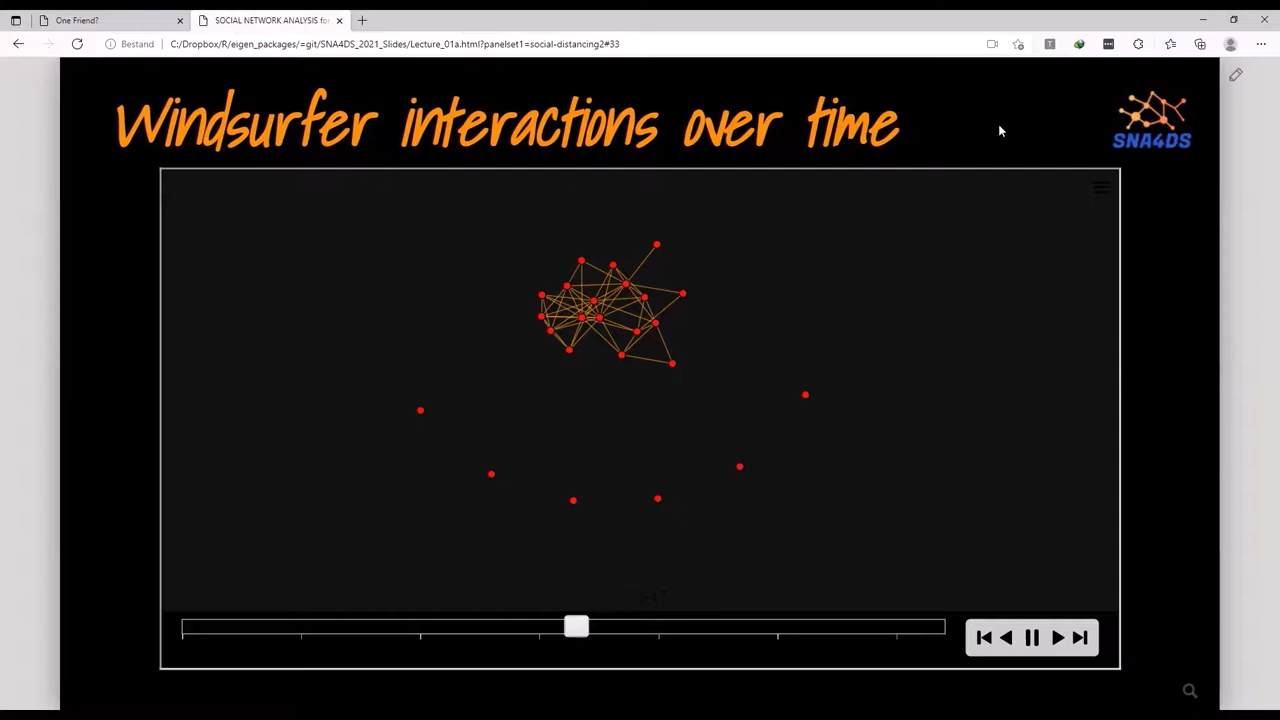 One Friend?
SOCIAL NETWORK ANALYSIS for
Bestand
C:/Dropbox/R/eigen_packages/=git/SNA4DS_2021_Slides/Lecture_01a.html?panelset1=social-distancing2#33
Windsurfer interactions over time
SNA4DS